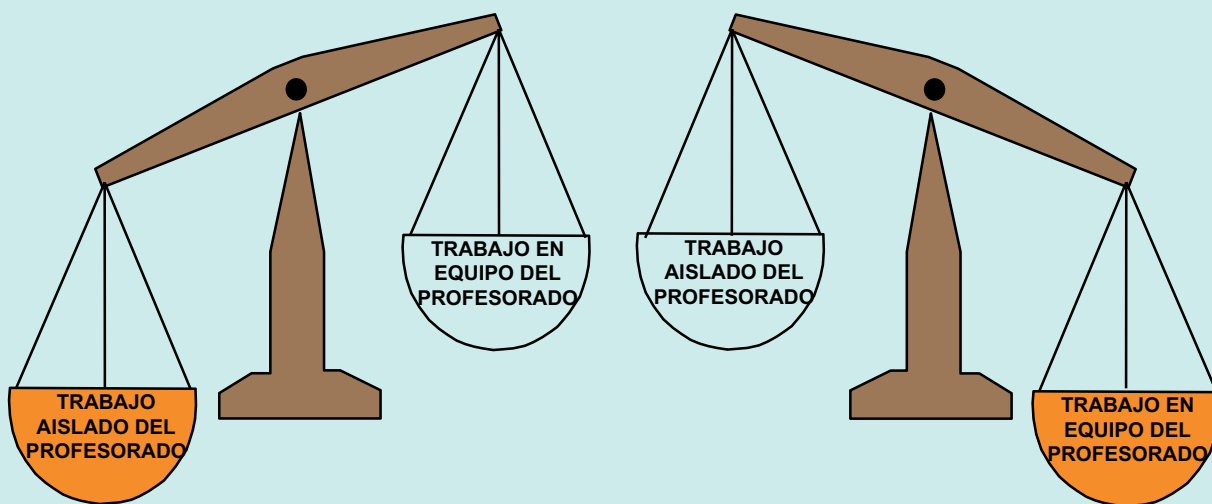 TRABAJO EN
EQUIPO DEL
PROFESORADO
TRABAJO
AISLADO DEL
PROFESORADO
TRABAJO
AISLADO DEL
PROFESORADO
TRABAJO EN
EQUIPO DEL
PROFESORADO